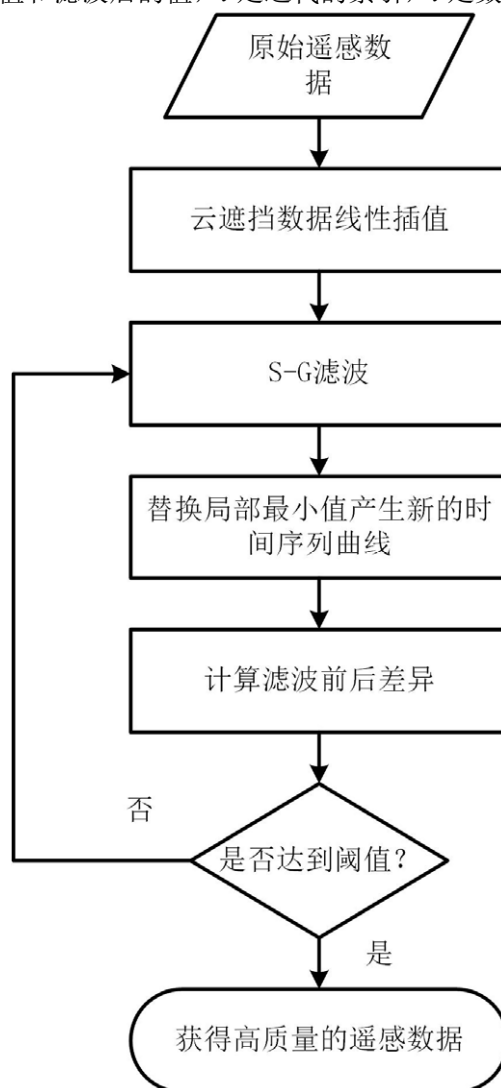 原始遥感数
据
云遮挡数据线性插值
S-G滤波
替换局部最小值产生新的时
间序列曲线
计算滤波前后差异
否
是否达到阈值?
是
获得高质量的遥感数据